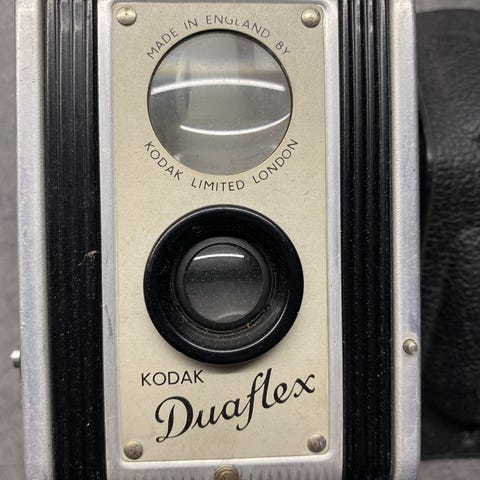 MADE IN ENGLAND BY
KODAK LIMITED LONDON
KODAK
Duaflex